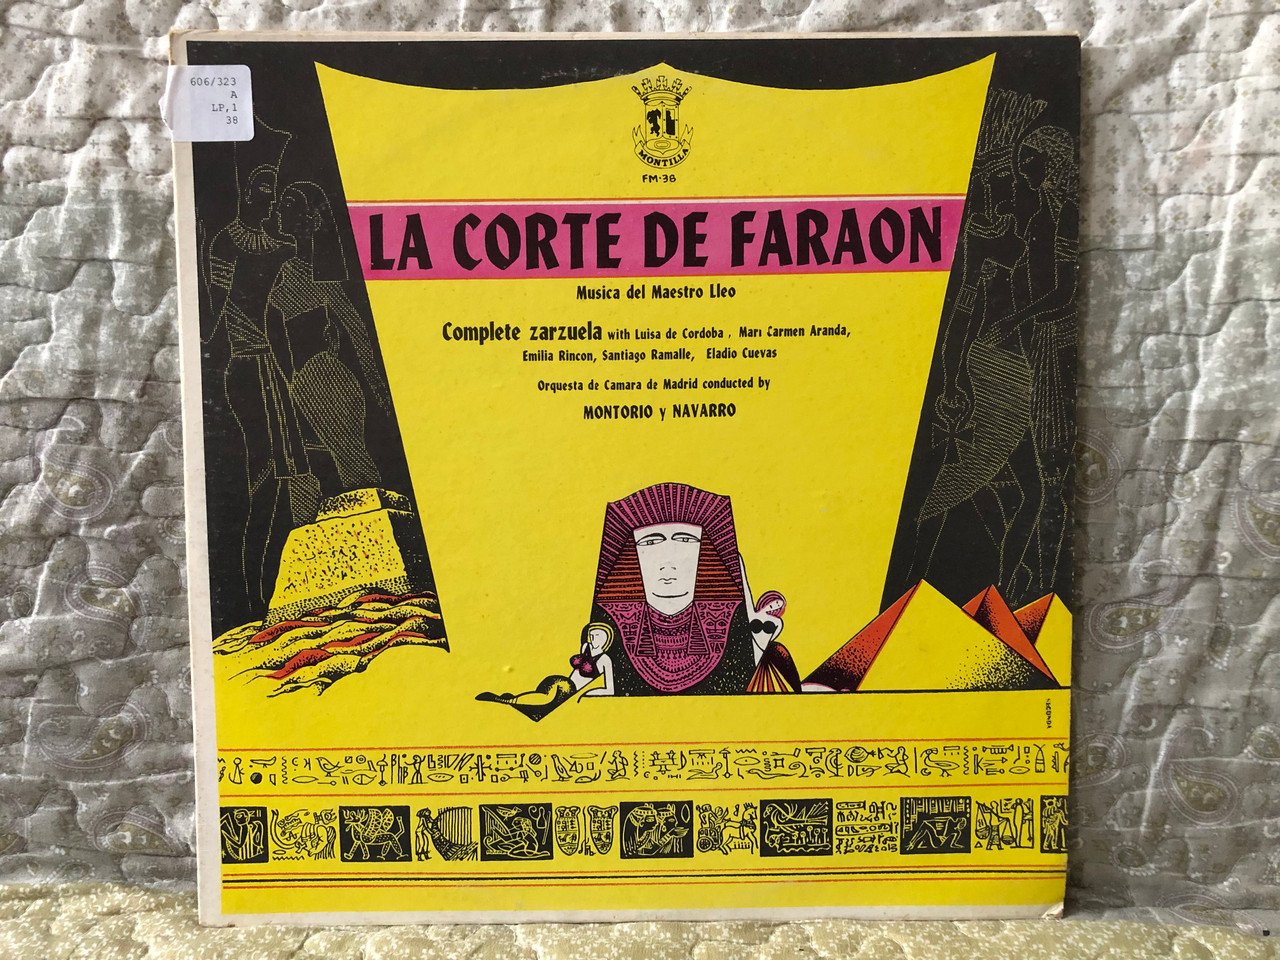 606/323
A
LP,1
38
MONTILLA
FM-38
LA CORTE DE FARAON
Musica del Maestro Lleo
Complete zarzuela with Luisa de Cordoba, Mari Carmen Aranda,
Emilia Rincon, Santiago Ramalle, Eladio Cuevas
Orquesta de Camara de Madrid conducted by
MONTORIO y NAVARRO